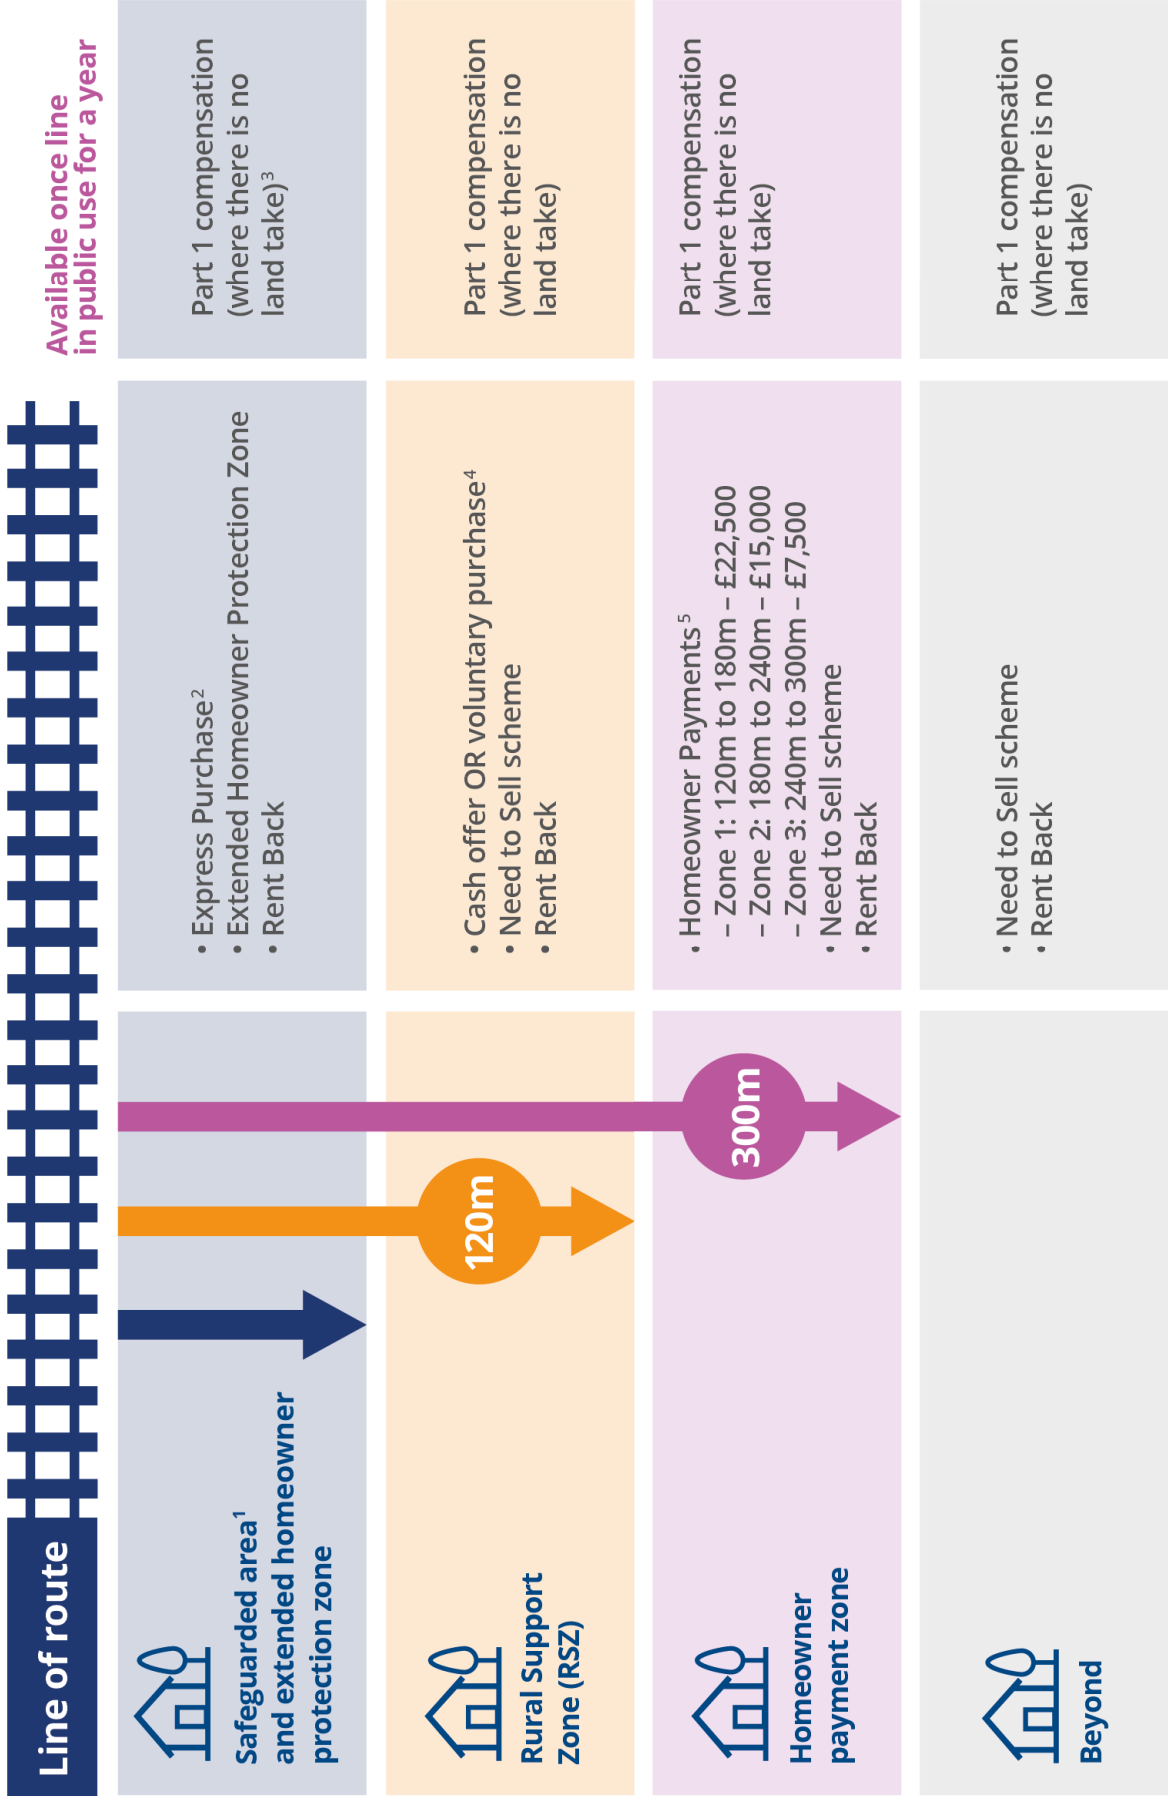 Line of route
Available once line
in public use for a year
Safeguarded area¹
and extended homeowner
protection zone
• Express Purchase²
• Extended Homeowner Protection Zone
• Rent Back
Part 1 compensation
(where there is no
land take)³
120m
Rural Support
Zone (RSZ)
• Cash offer OR voluntary purchase⁴
• Need to Sell scheme
• Rent Back
Part 1 compensation
(where there is no
land take)
300m
Homeowner
payment zone
• Homeowner Payments⁵
– Zone 1: 120m to 180m – £22,500
– Zone 2: 180m to 240m – £15,000
– Zone 3: 240m to 300m – £7,500
• Need to Sell scheme
• Rent Back
Part 1 compensation
(where there is no
land take)
Beyond
• Need to Sell scheme
• Rent Back
Part 1 compensation
(where there is no
land take)